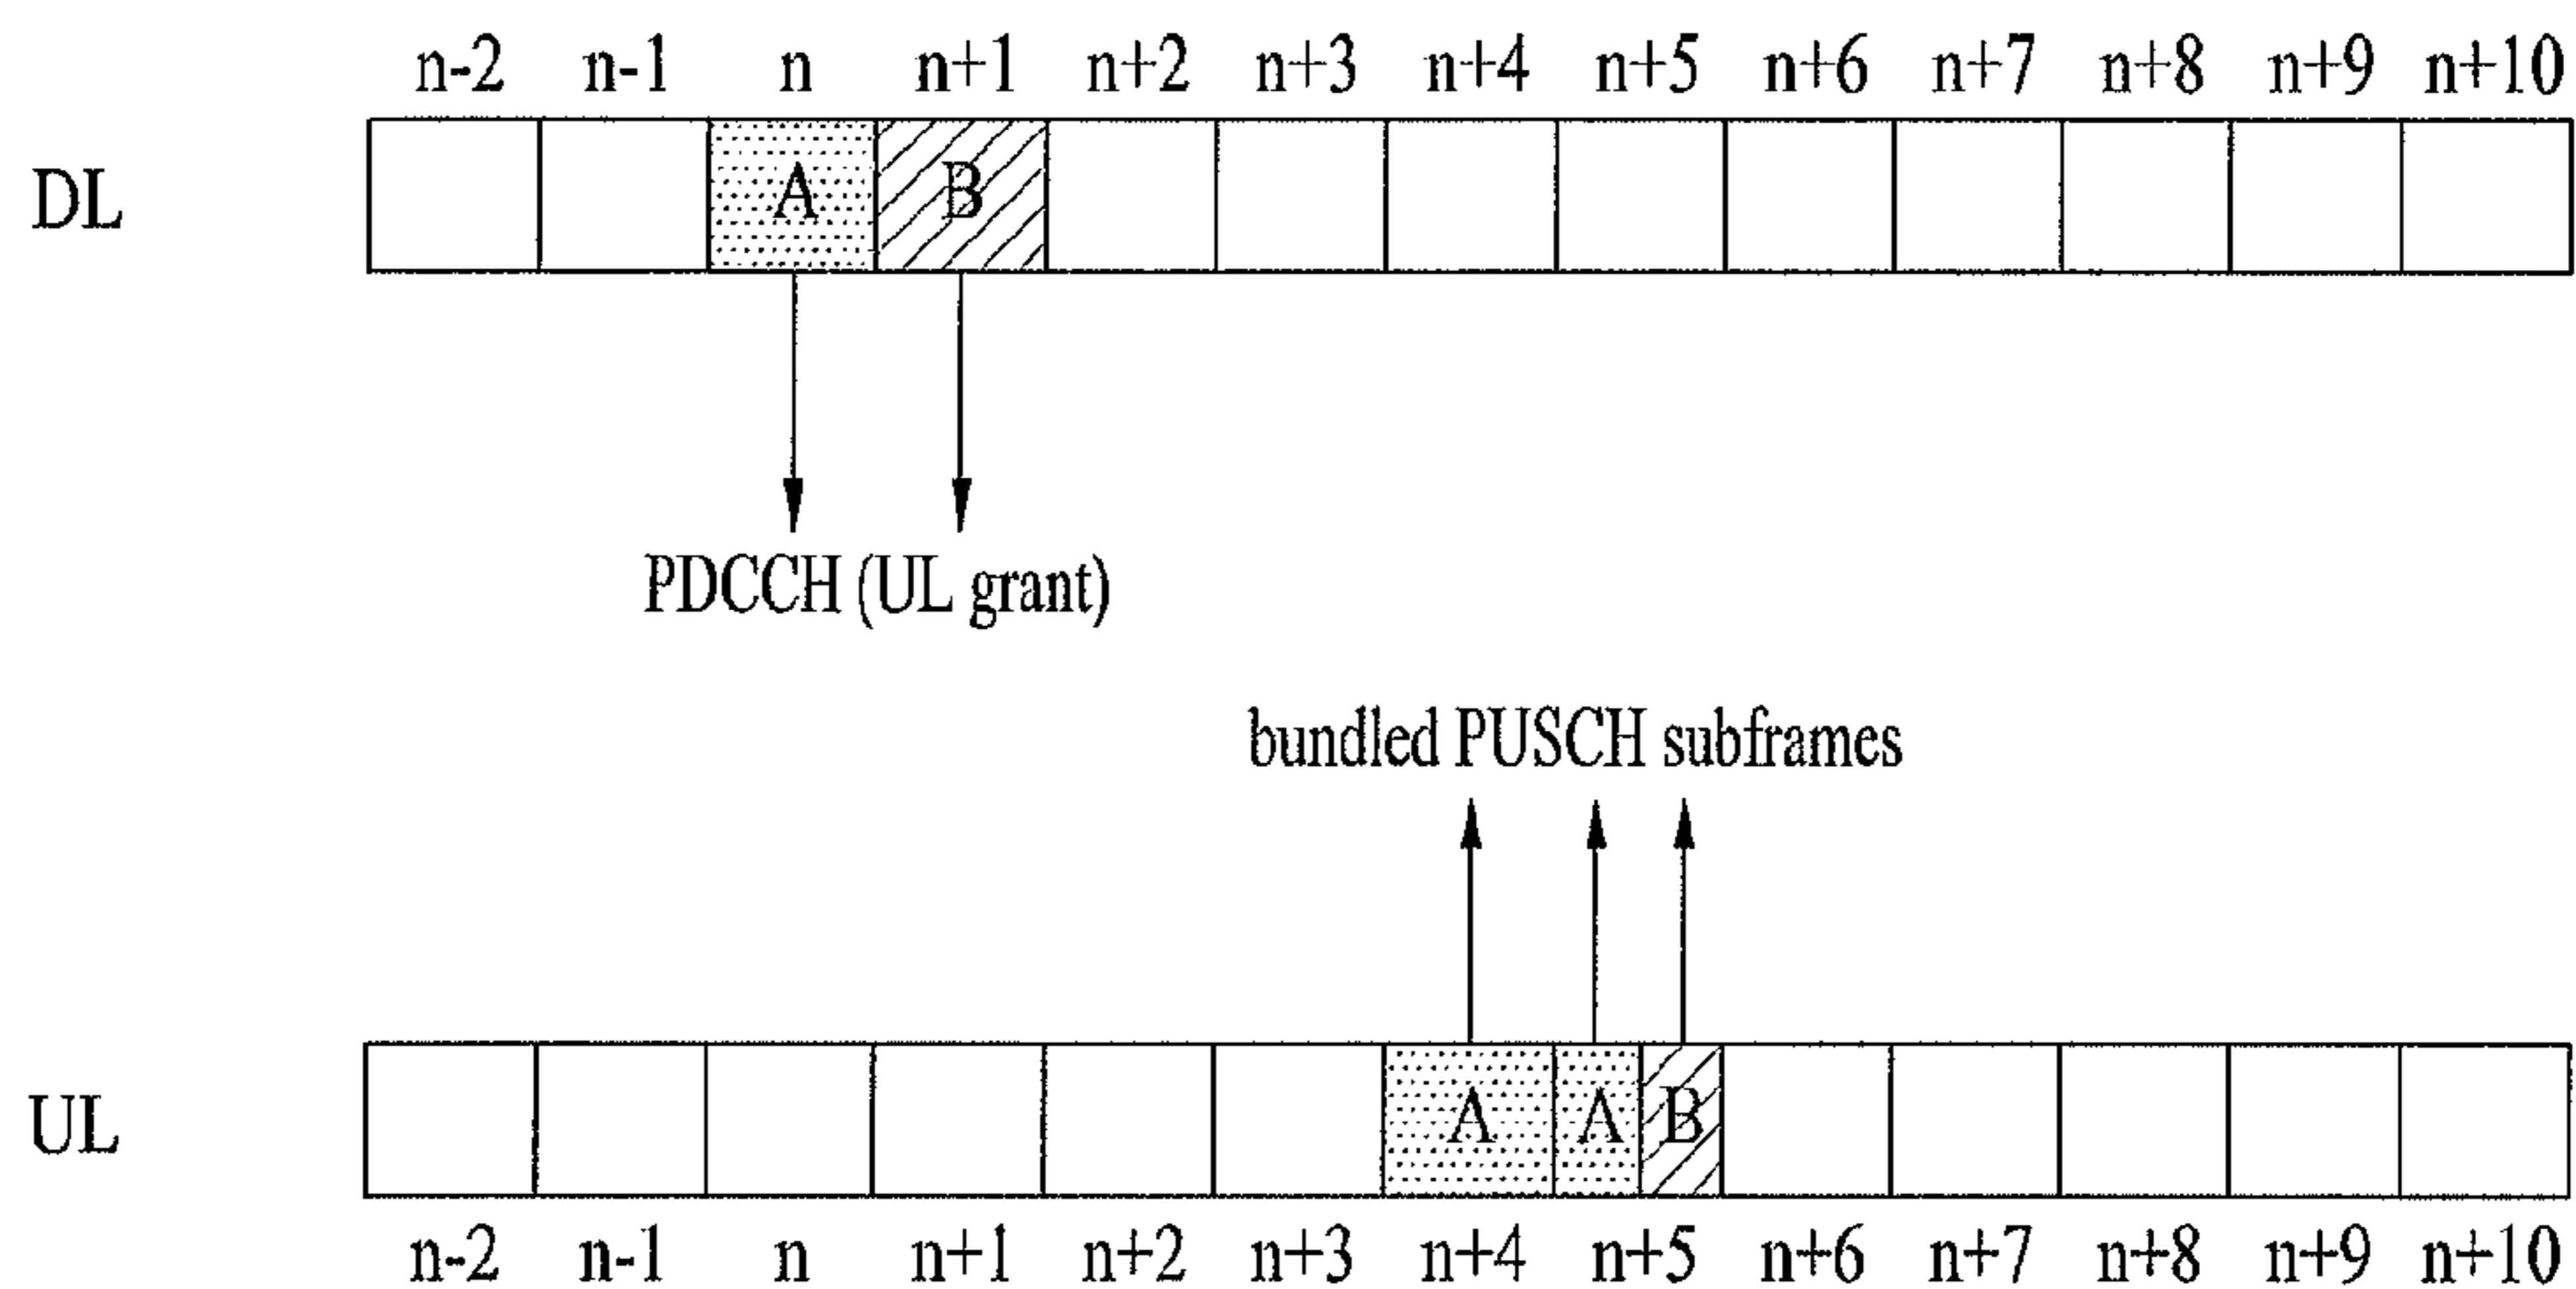 n-2 n-1 n n+1 n+2 n+3 n+4 n+5 n+6 n+7 n+8 n+9 n+10
DL A B
PDCCH (UL grant)
bundled PUSCH subframes
UL A A B
n-2 n-1 n n+1 n+2 n+3 n+4 n+5 n+6 n+7 n+8 n+9 n+10